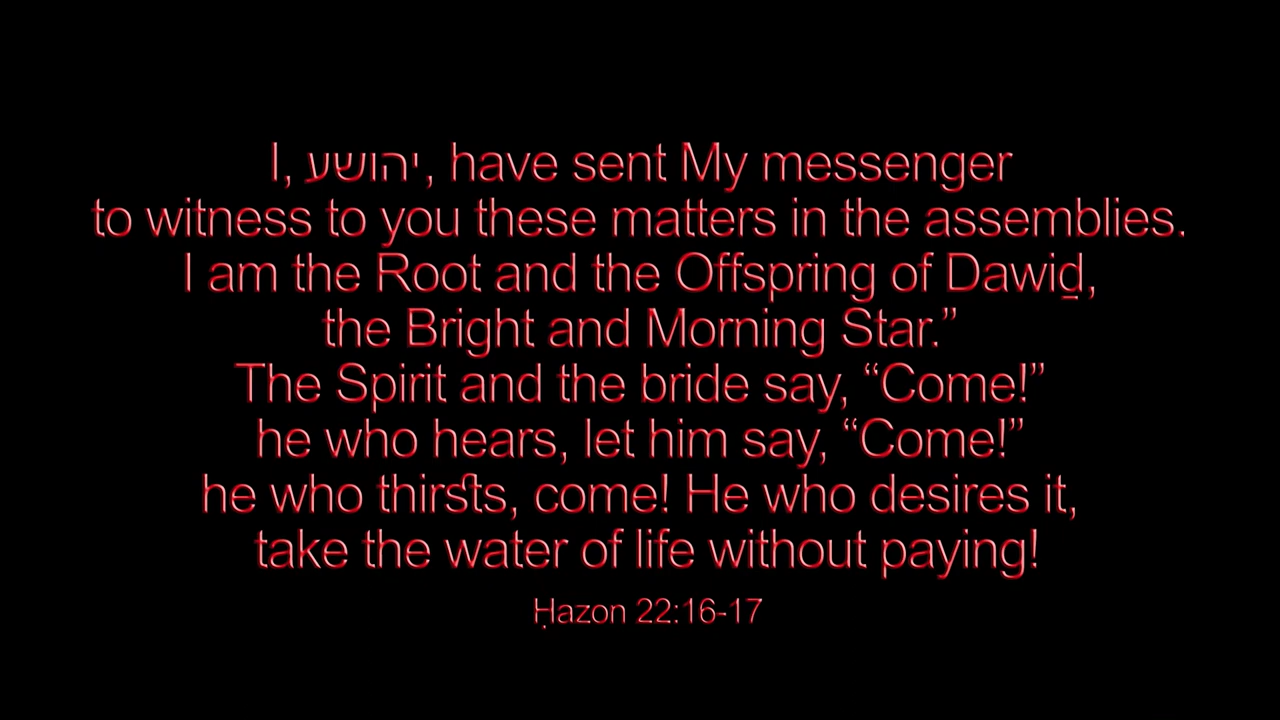 I, יהושע, have sent My messenger
to witness to you these matters in the assemblies.
I am the Root and the Offspring of Dawiḏ,
the Bright and Morning Star.”
The Spirit and the bride say, “Come!”
he who hears, let him say, “Come!”
he who thirsts, come! He who desires it,
take the water of life without paying!
Ḥazon 22:16-17